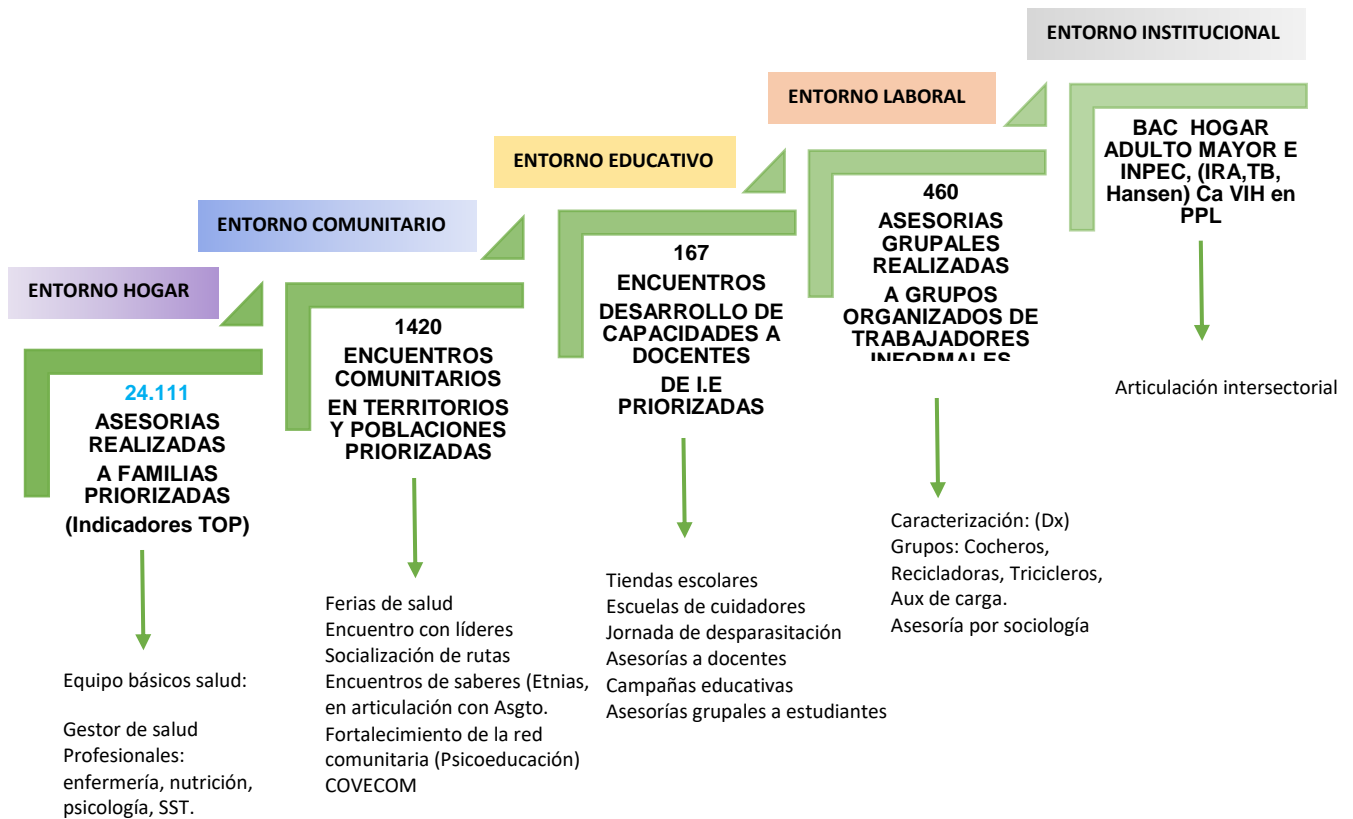 ENTORNO HOGAR
24.111
ASESORIAS
REALIZADAS
A FAMILIAS
PRIORIZADAS
(Indicadores TOP)
Equipo básicos salud:
Gestor de salud
Profesionales:
enfermería, nutrición,
psicología, SST.
ENTORNO COMUNITARIO
1420
ENCUENTROS
COMUNITARIOS
EN TERRITORIOS
Y POBLACIONES
PRIORIZADAS
Ferias de salud
Encuentro con líderes
Socialización de rutas
Encuentros de saberes (Etnias,
en articulación con Asgto.
Fortalecimiento de la red
comunitaria (Psicoeducación)
COVECOM
ENTORNO EDUCATIVO
167
ENCUENTROS
DESARROLLO DE
CAPACIDADES A
DOCENTES
DE I.E
PRIORIZADAS
Tiendas escolares
Escuelas de cuidadores
Jornada de desparasitación
Asesorías a docentes
Campañas educativas
Asesorías grupales a estudiantes
ENTORNO LABORAL
460
ASESORÍAS
GRUPALES
REALIZADAS
A GRUPOS
ORGANIZADOS DE
TRABAJADORES
INFORMALES
Caracterización: (Dx)
Grupos: Cocheros,
Recicladoras, Tricicleros,
Aux de carga.
Asesoría por sociología
ENTORNO INSTITUCIONAL
BAC HOGAR
ADULTO MAYOR E
INPEC, (IRA,TB,
Hansen) Ca VIH en
PPL
Articulación intersectorial